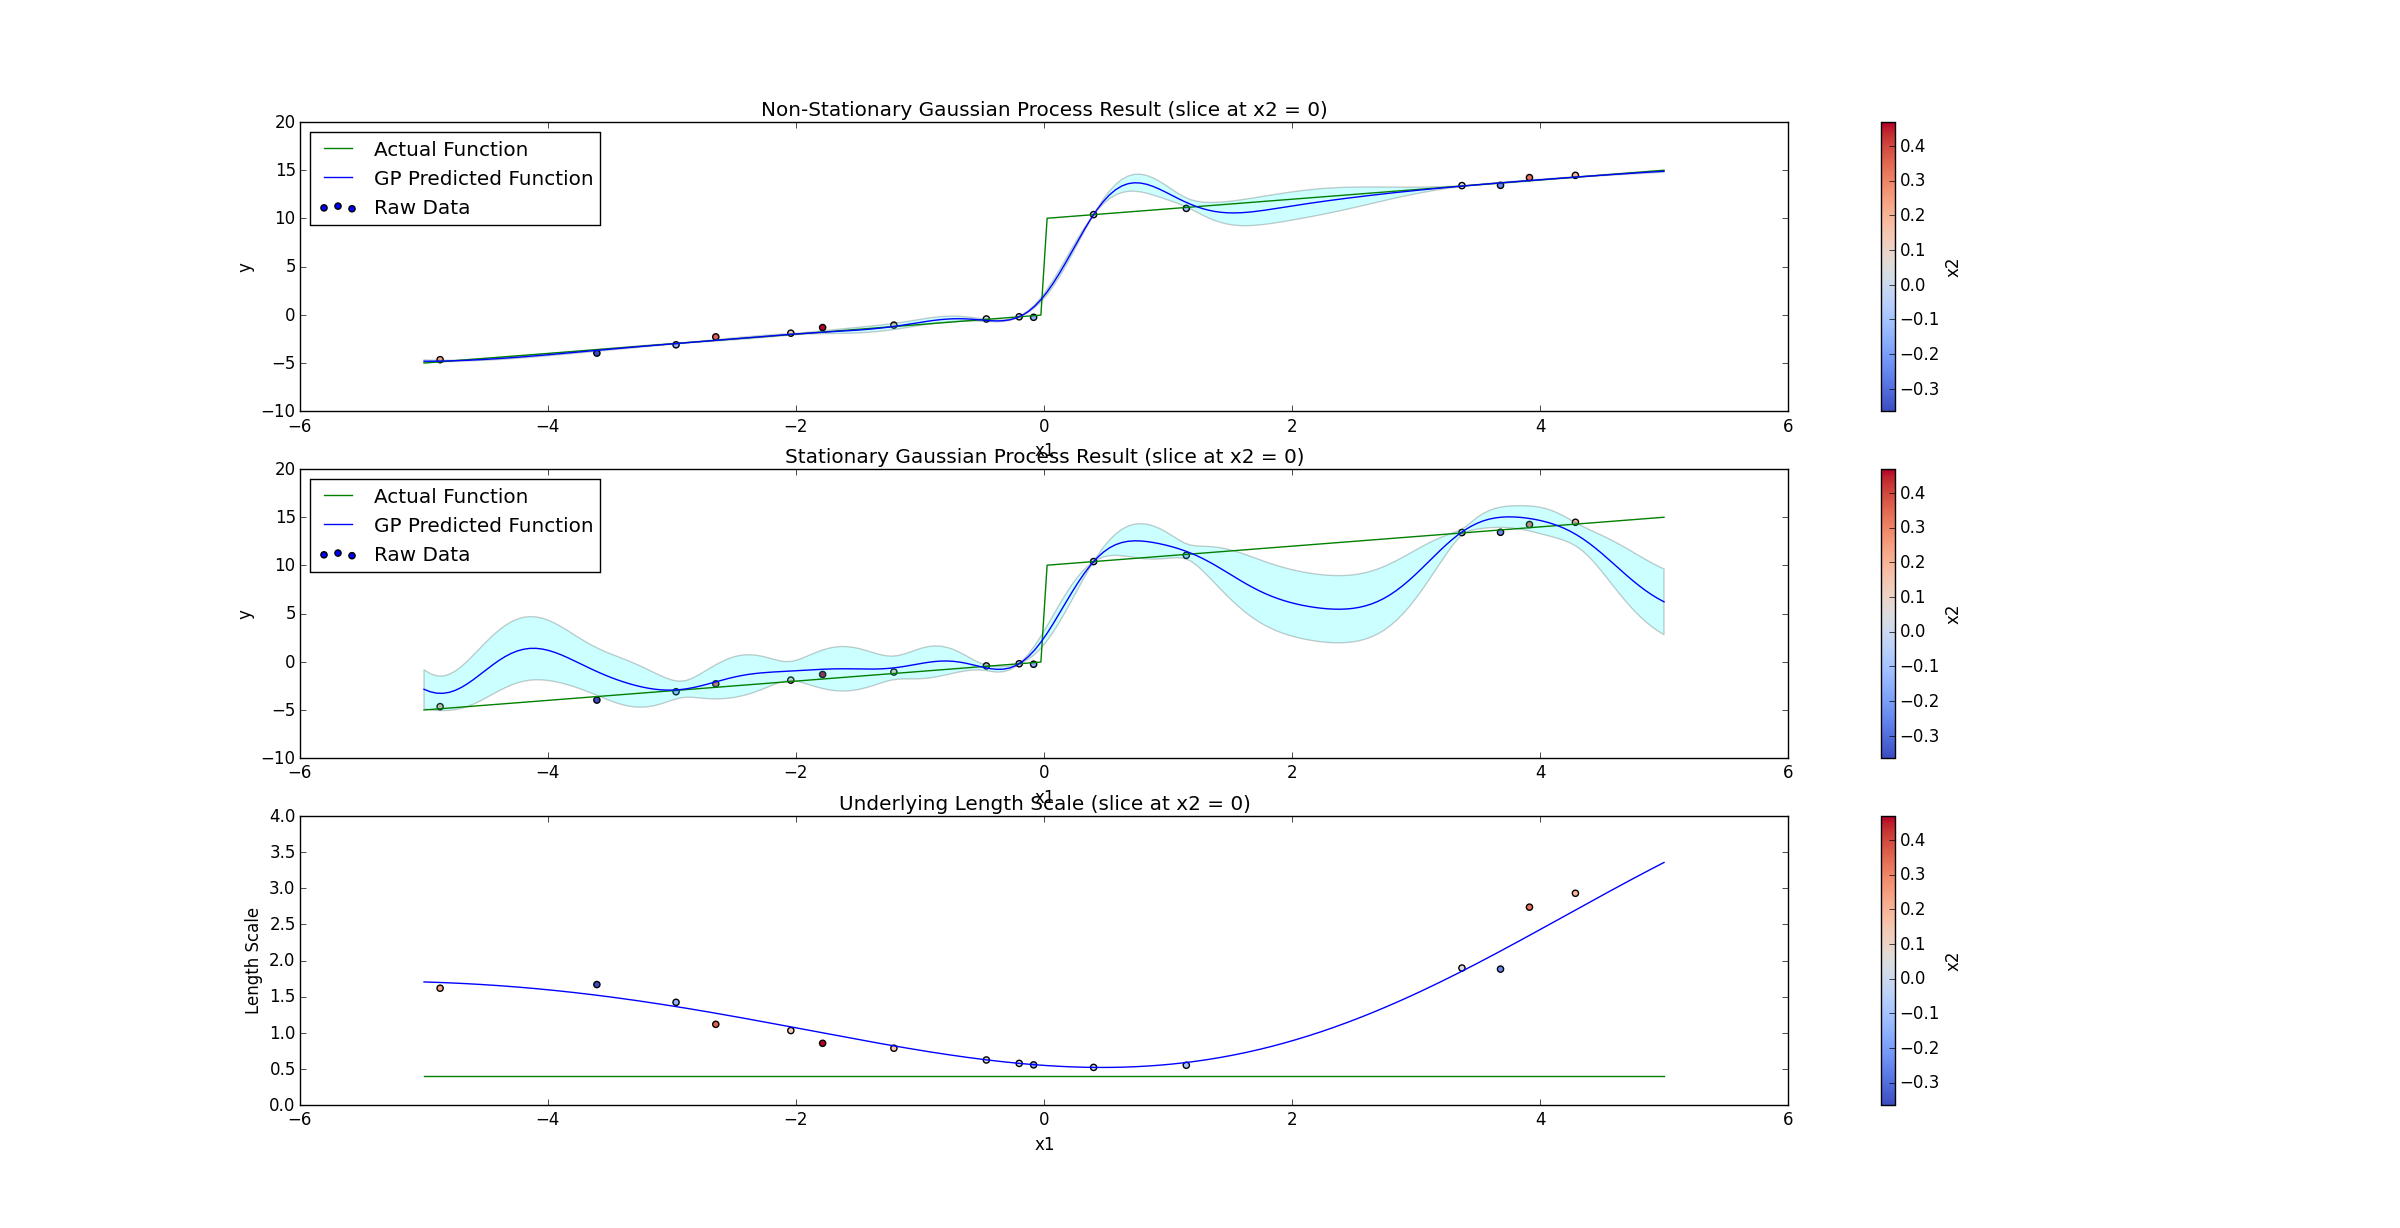 Non-Stationary Gaussian Process Result (slice at x2 = 0)
20
15
10
5
0
−5
−10
y
Actual Function
GP Predicted Function
Raw Data
−6 −4 −2 0 2 4 6
x1
0.4
0.3
0.2
0.1
0.0
−0.1
−0.2
−0.3
x2
Stationary Gaussian Process Result (slice at x2 = 0)
20
15
10
5
0
−5
−10
y
Actual Function
GP Predicted Function
Raw Data
−6 −4 −2 0 2 4 6
x1
0.4
0.3
0.2
0.1
0.0
−0.1
−0.2
−0.3
x2
Underlying Length Scale (slice at x2 = 0)
4.0
3.5
3.0
2.5
2.0
1.5
1.0
0.5
0.0
Length Scale
−6 −4 −2 0 2 4 6
x1
0.4
0.3
0.2
0.1
0.0
−0.1
−0.2
−0.3
x2